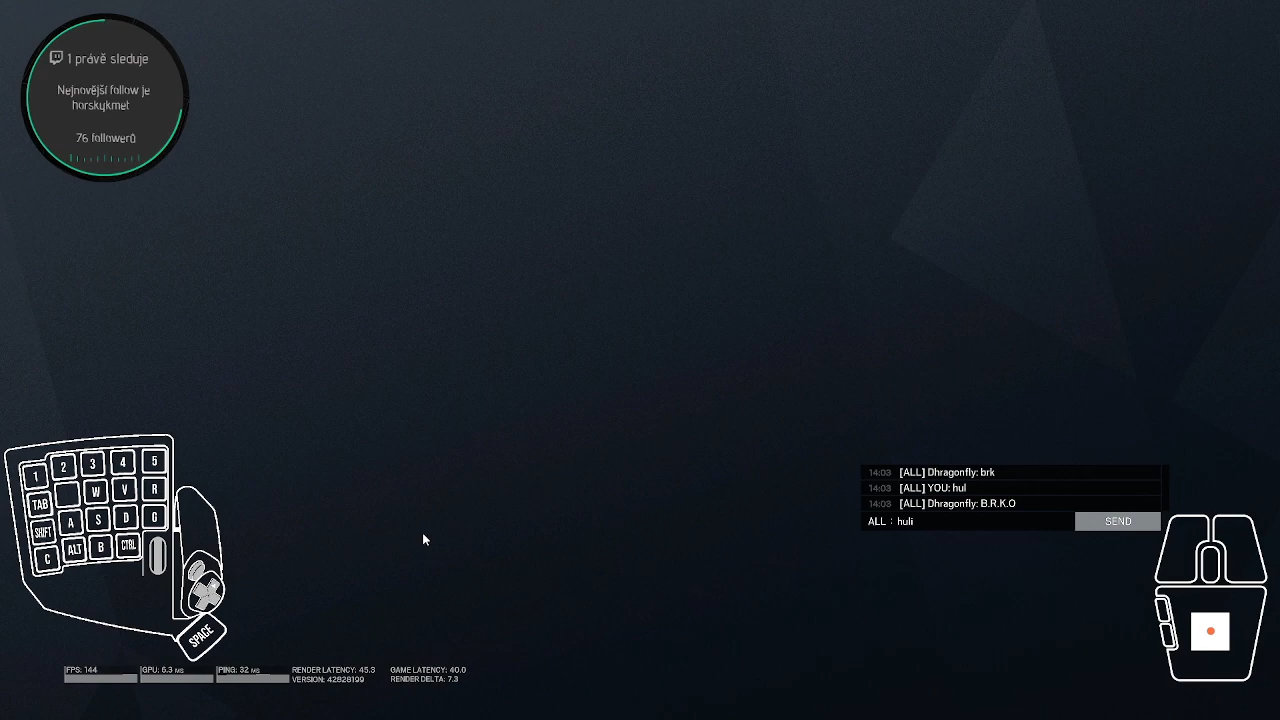 1 právě sleduje
Nejnovější follow je
horskykmet
76 followerů
1 2 3 4 5
TAB W V R
SHIFT A S D G
C ALT B CTRL
SPACE
14:03 [ALL] Dhragonfly: brk
14:03 [ALL] YOU: hul
14:03 [ALL] Dhragonfly: B.R.K.O
ALL : huli SEND
FPS: 144 GPU: 6.3 MS PING: 32 MS RENDER LATENCY: 45.3 GAME LATENCY: 40.0
VERSION: 42828199 RENDER DELTA: 7.3